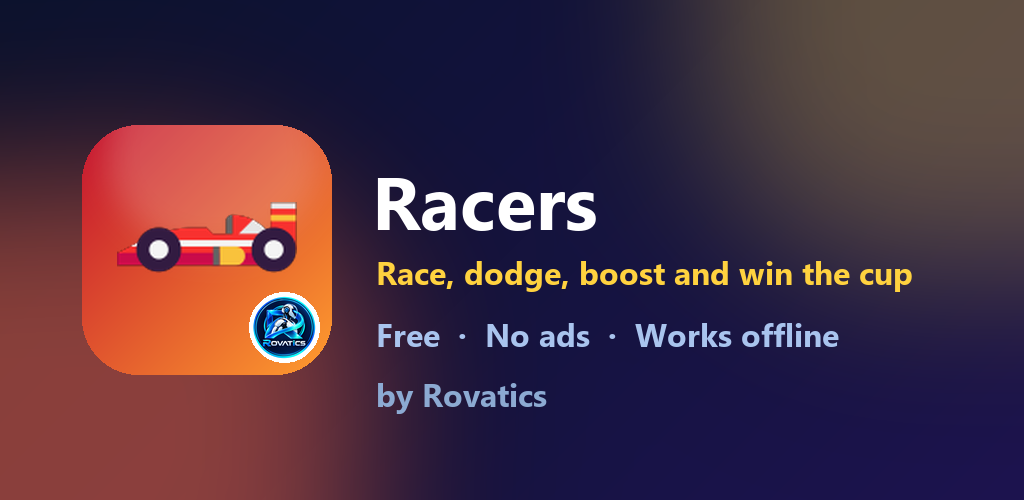 Racers
Race, dodge, boost and win the cup
Free · No ads · Works offline
by Rovatics
ROVATICS